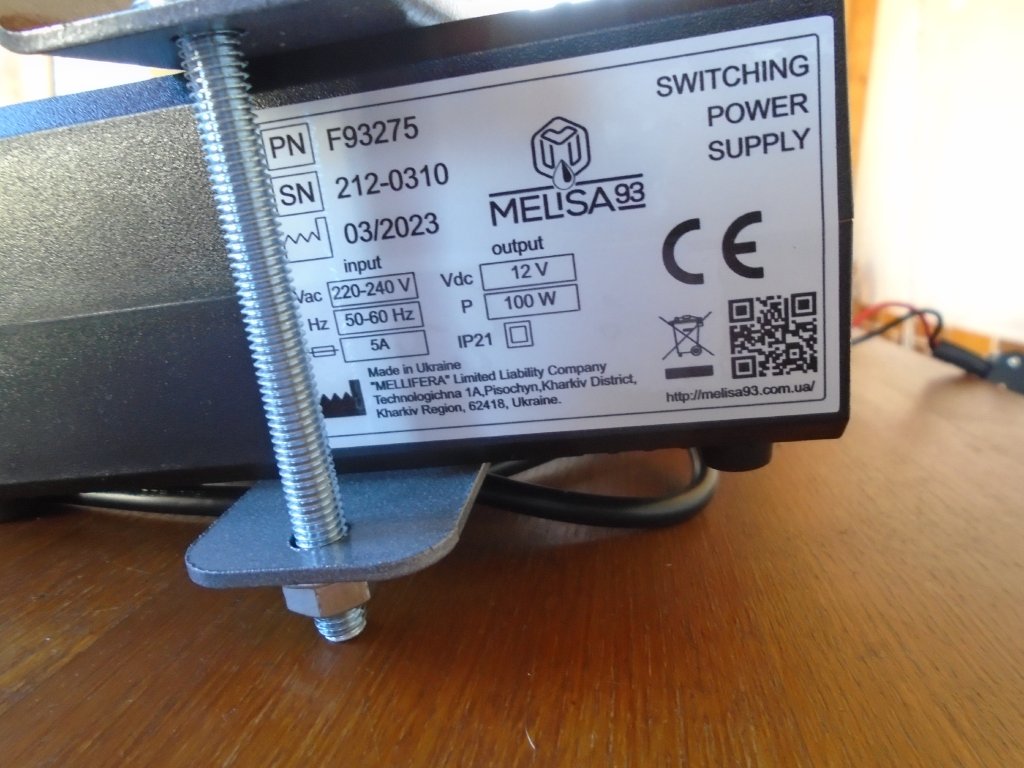 PN F93275
SN 212-0310
03/2023
input
Vac 220-240 V
Hz 50-60 Hz
5A
MELISA93
output
Vdc 12 V
P 100 W
IP21
SWITCHING
POWER
SUPPLY
CE
Made in Ukraine
"MELLIFERA" Limited Liability Company
Technologichna 1A,Pisochyn,Kharkiv District,
Kharkiv Region, 62418, Ukraine.
http://melisa93.com.ua/